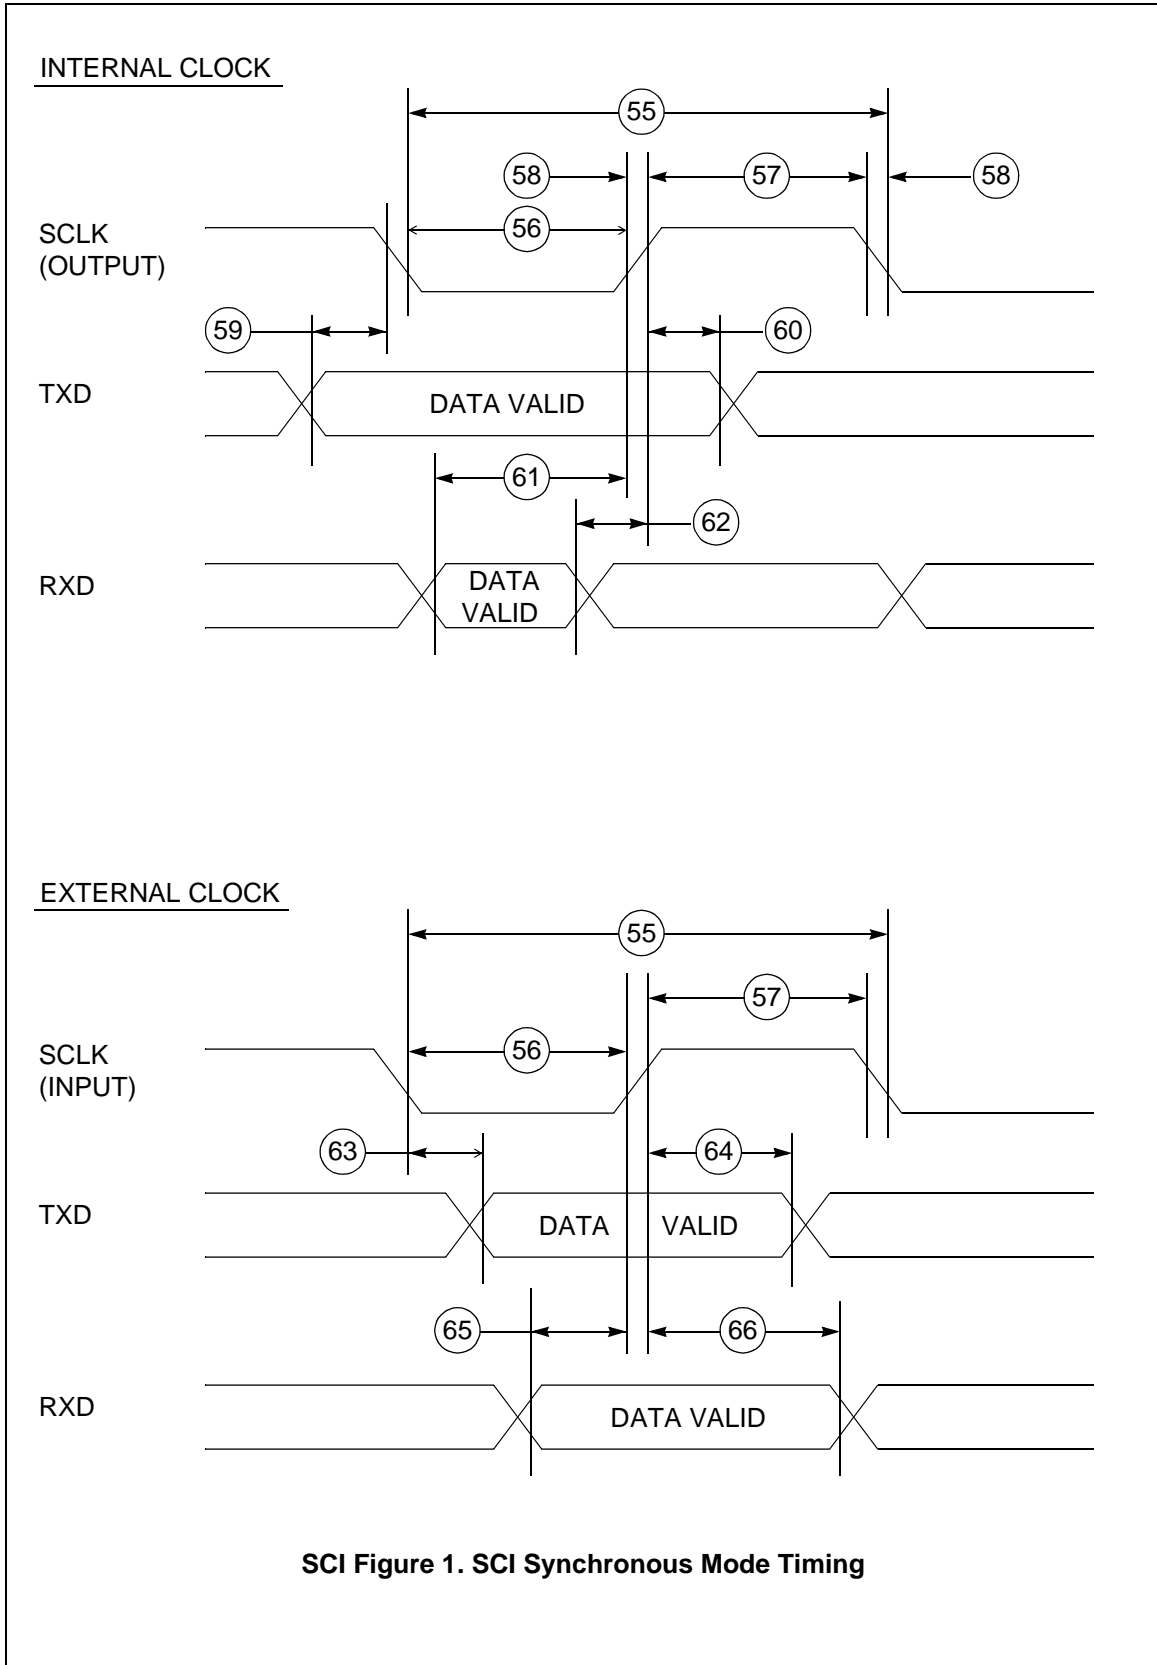 INTERNAL CLOCK
55
58
57
58
56
SCLK
(OUTPUT)
59
60
TXD
DATA VALID
61
62
RXD
DATA
VALID
EXTERNAL CLOCK
55
57
56
SCLK
(INPUT)
63
64
TXD
DATA VALID
65
66
RXD
DATA VALID
SCI Figure 1. SCI Synchronous Mode Timing